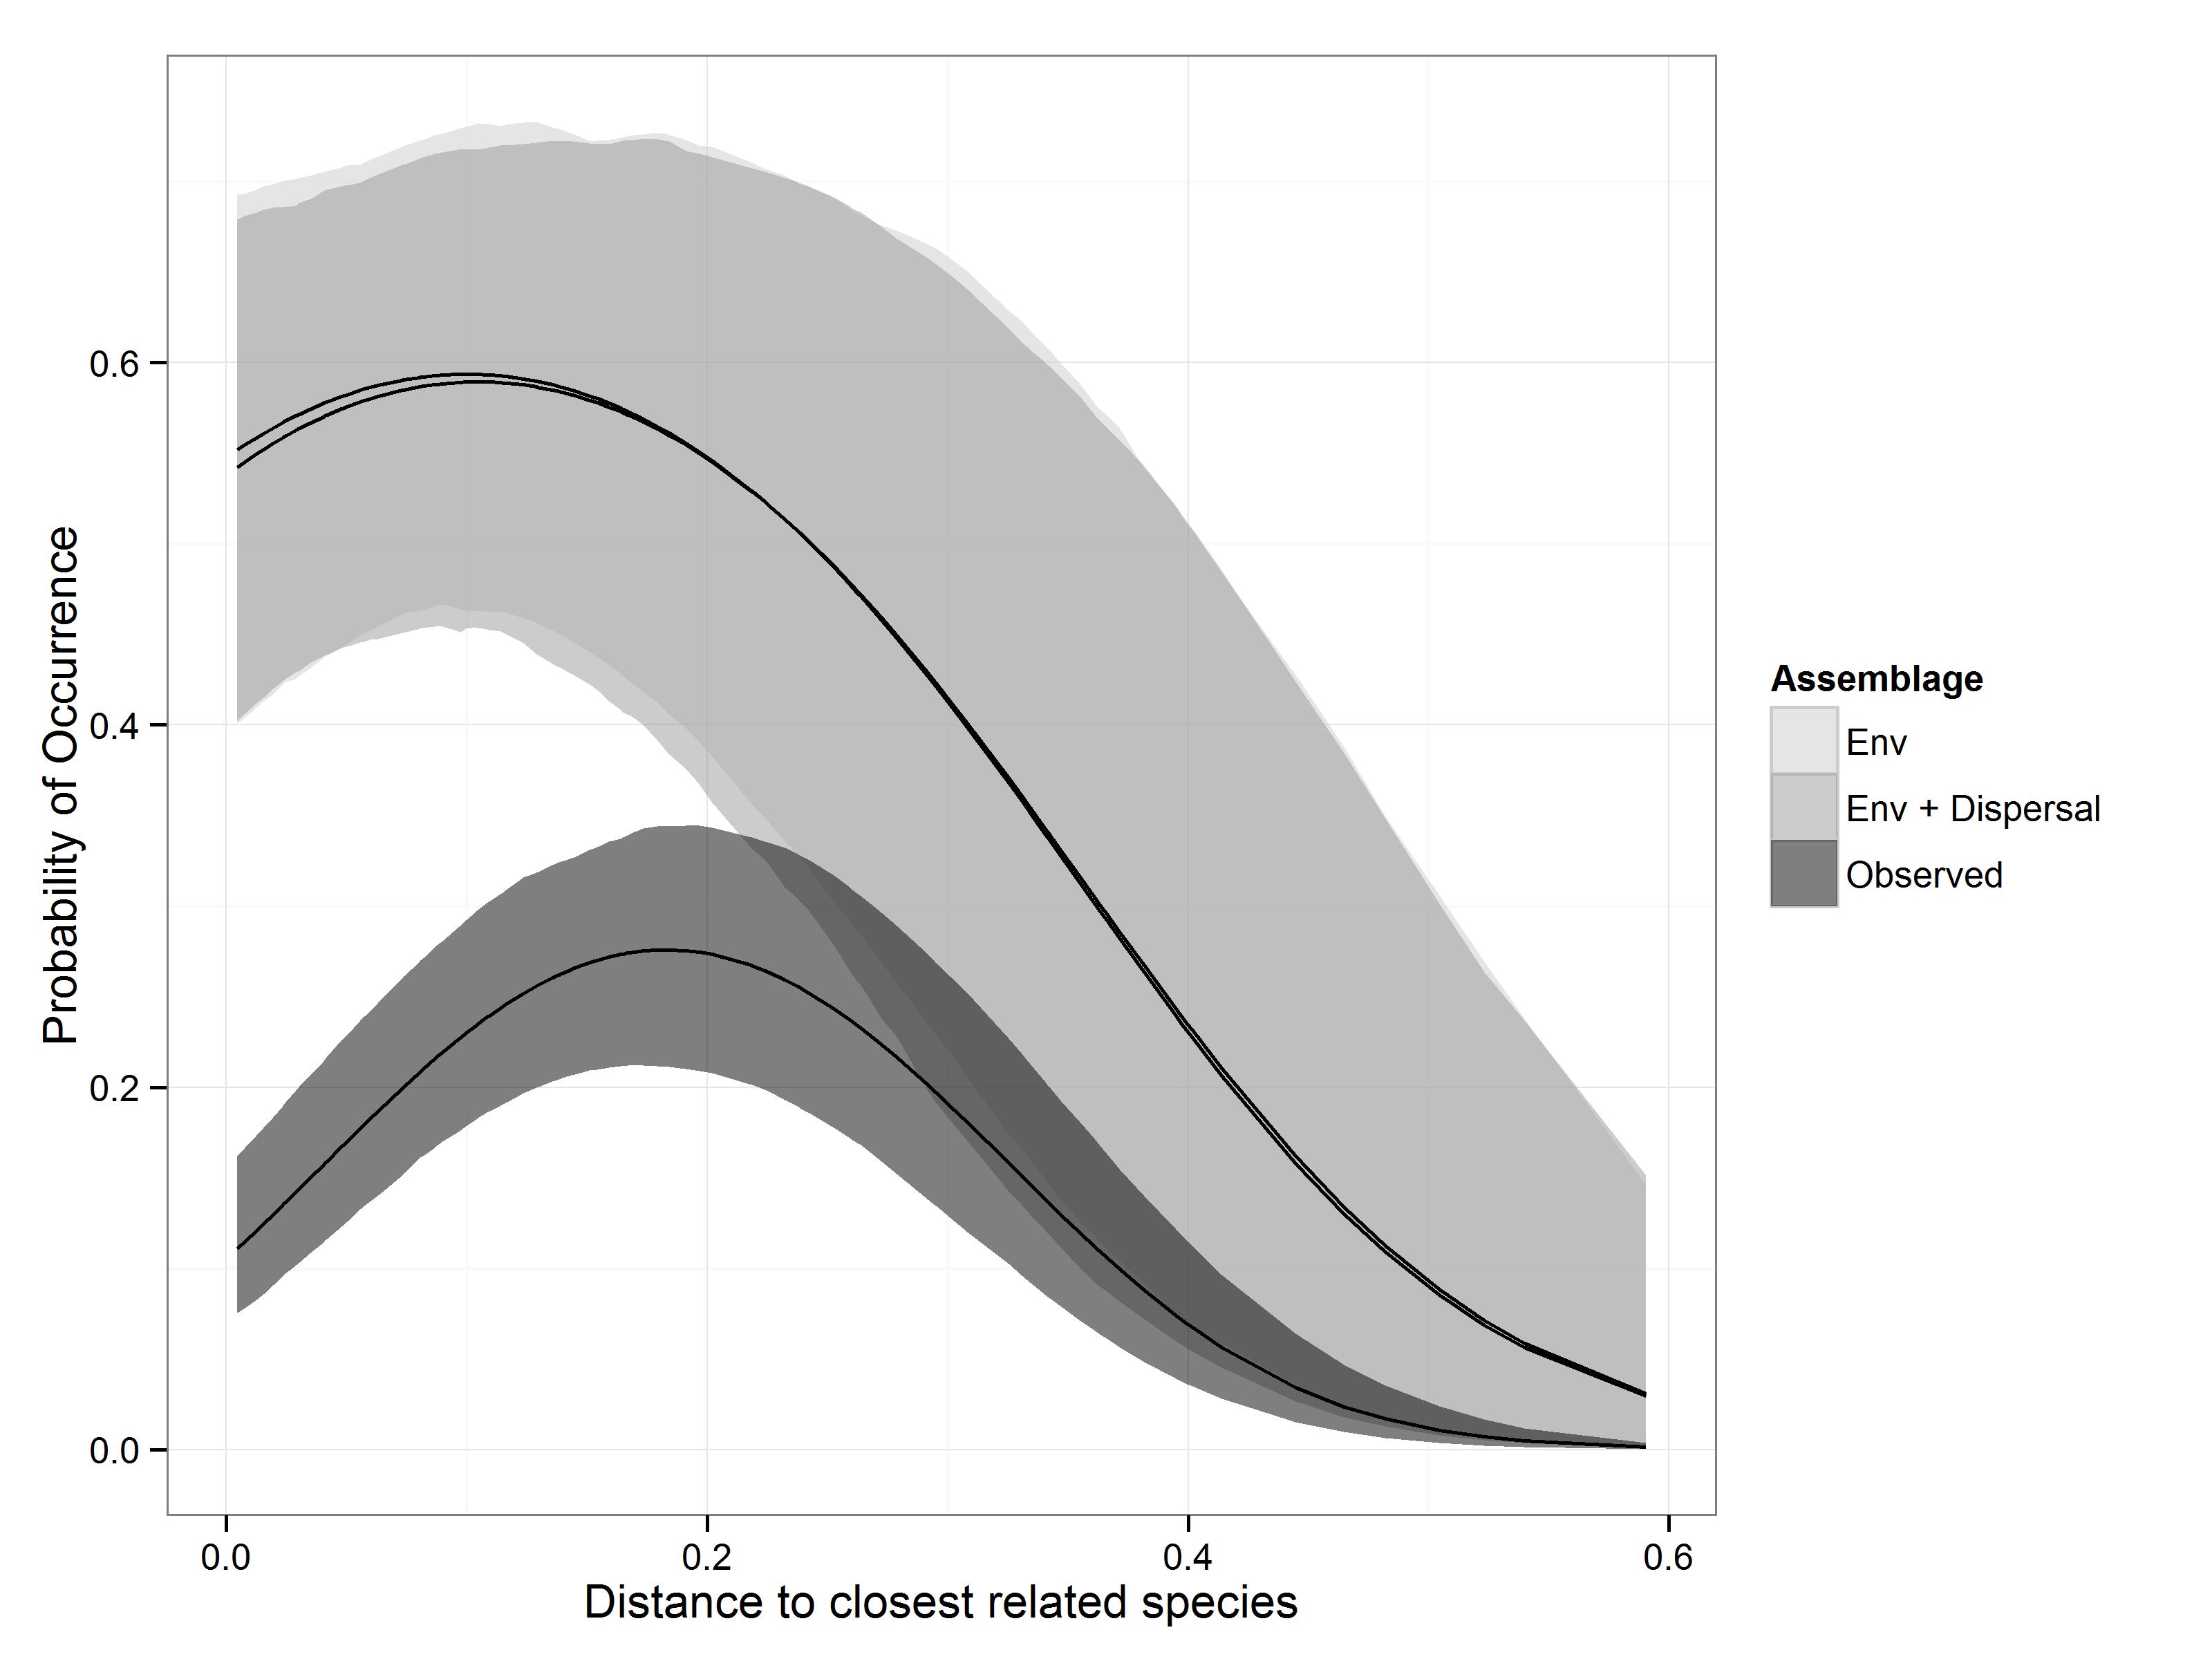 0.6
0.4
0.2
0.0
Probability of Occurrence
0.0 0.2 0.4 0.6
Distance to closest related species
Assemblage
Env
Env + Dispersal
Observed